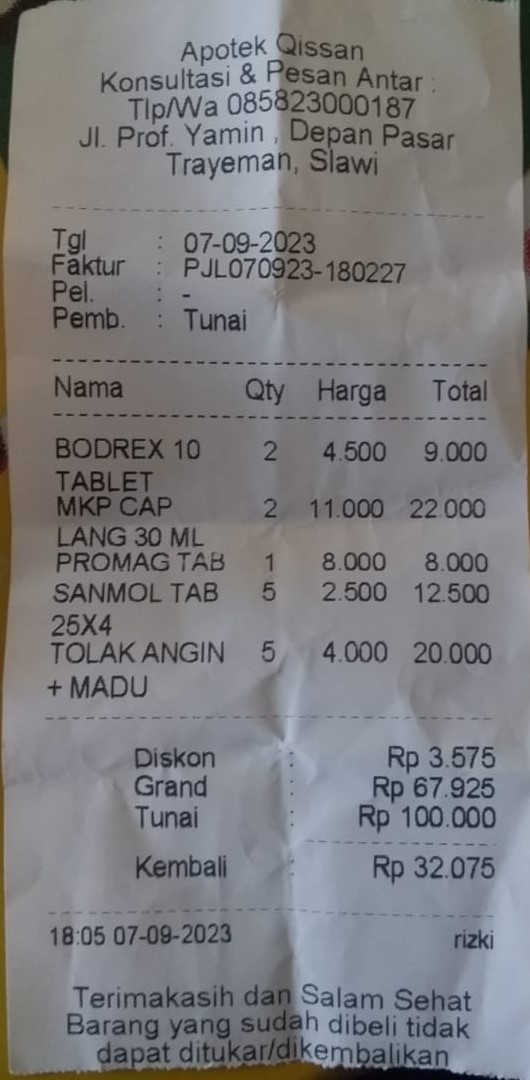 Apotek Qissan
Konsultasi & Pesan Antar :
Tlp/Wa 085823000187
Jl. Prof. Yamin , Depan Pasar
Trayeman, Slawi
Tgl : 07-09-2023
Faktur : PJL070923-180227
Pel. : -
Pemb. : Tunai
Nama Qty Harga Total
BODREX 10 2 4.500 9.000
TABLET
MKP CAP 2 11.000 22.000
LANG 30 ML
PROMAG TAB 1 8.000 8.000
SANMOL TAB 5 2.500 12.500
25X4
TOLAK ANGIN 5 4.000 20.000
+ MADU
Diskon : Rp 3.575
Grand : Rp 67.925
Tunai : Rp 100.000
Kembali : Rp 32.075
18:05 07-09-2023 rizki
Terimakasih dan Salam Sehat
Barang yang sudah dibeli tidak
dapat ditukar/dikembalikan